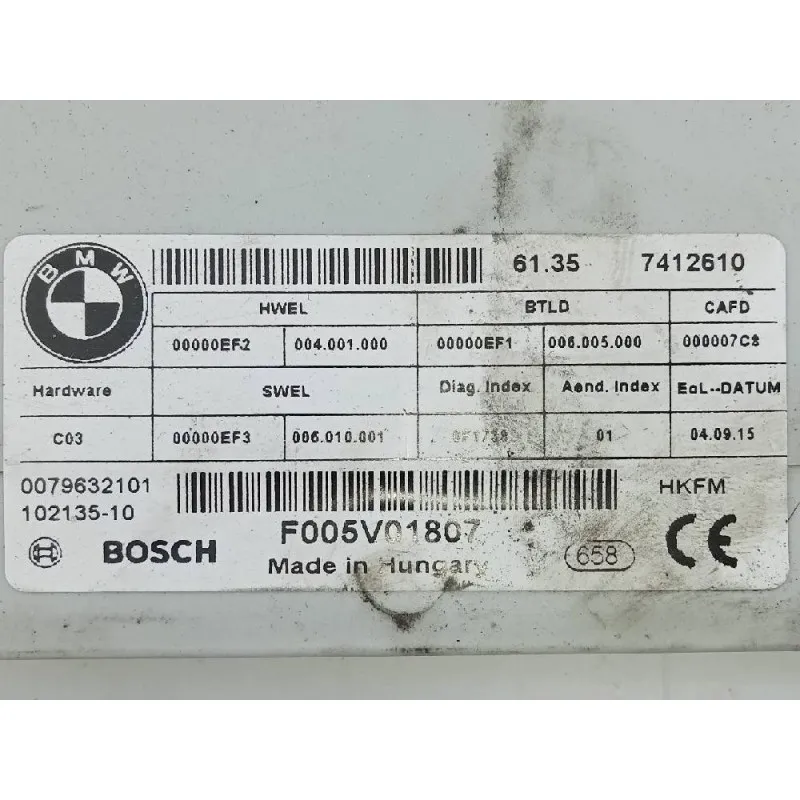 BMW
61.35 7412610
HWEL BTLD CAFD
00000EF2 004.001.000 00000EF1 006.005.000 000007C8
Hardware SWEL Diag. Index Aend. Index EOL--DATUM
C03 00000EF3 006.010.001 01 04.09.15
0079632101 HKFM
102135-10
F005V01807
BOSCH Made in Hungary 658 CE